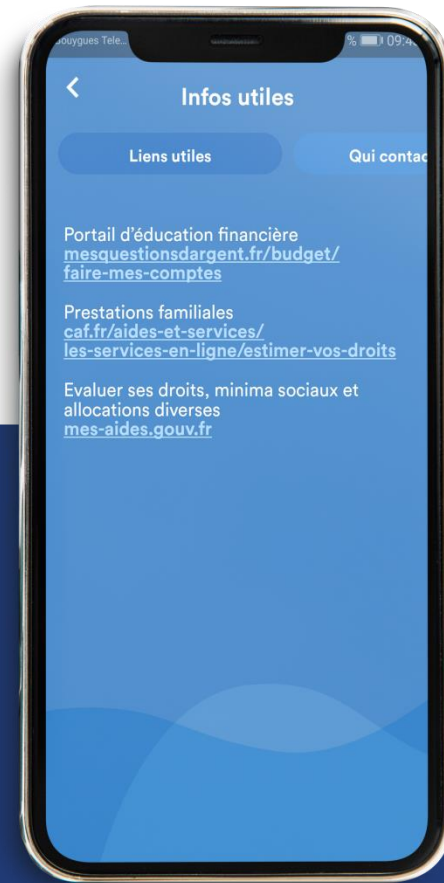 % 09:4
Infos utiles
Liens utiles
Qui contac
Portail d’éducation financière
mesquestionsdargent.fr/budget/
faire-mes-comptes
Prestations familiales
caf.fr/aides-et-services/
les-services-en-ligne/estimer-vos-droits
Evaluer ses droits, minima sociaux et
allocations diverses
mes-aides.gouv.fr